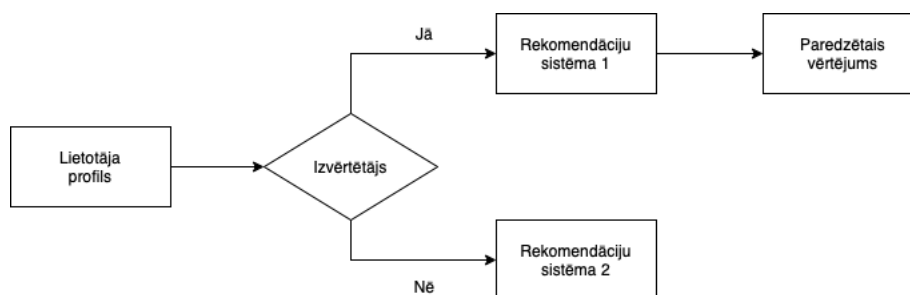 Jā
Rekomendāciju
sistēma 1
Paredzētais
vērtējums
Lietotāja
profils
Izvērtētājs
Rekomendāciju
sistēma 2
Nē